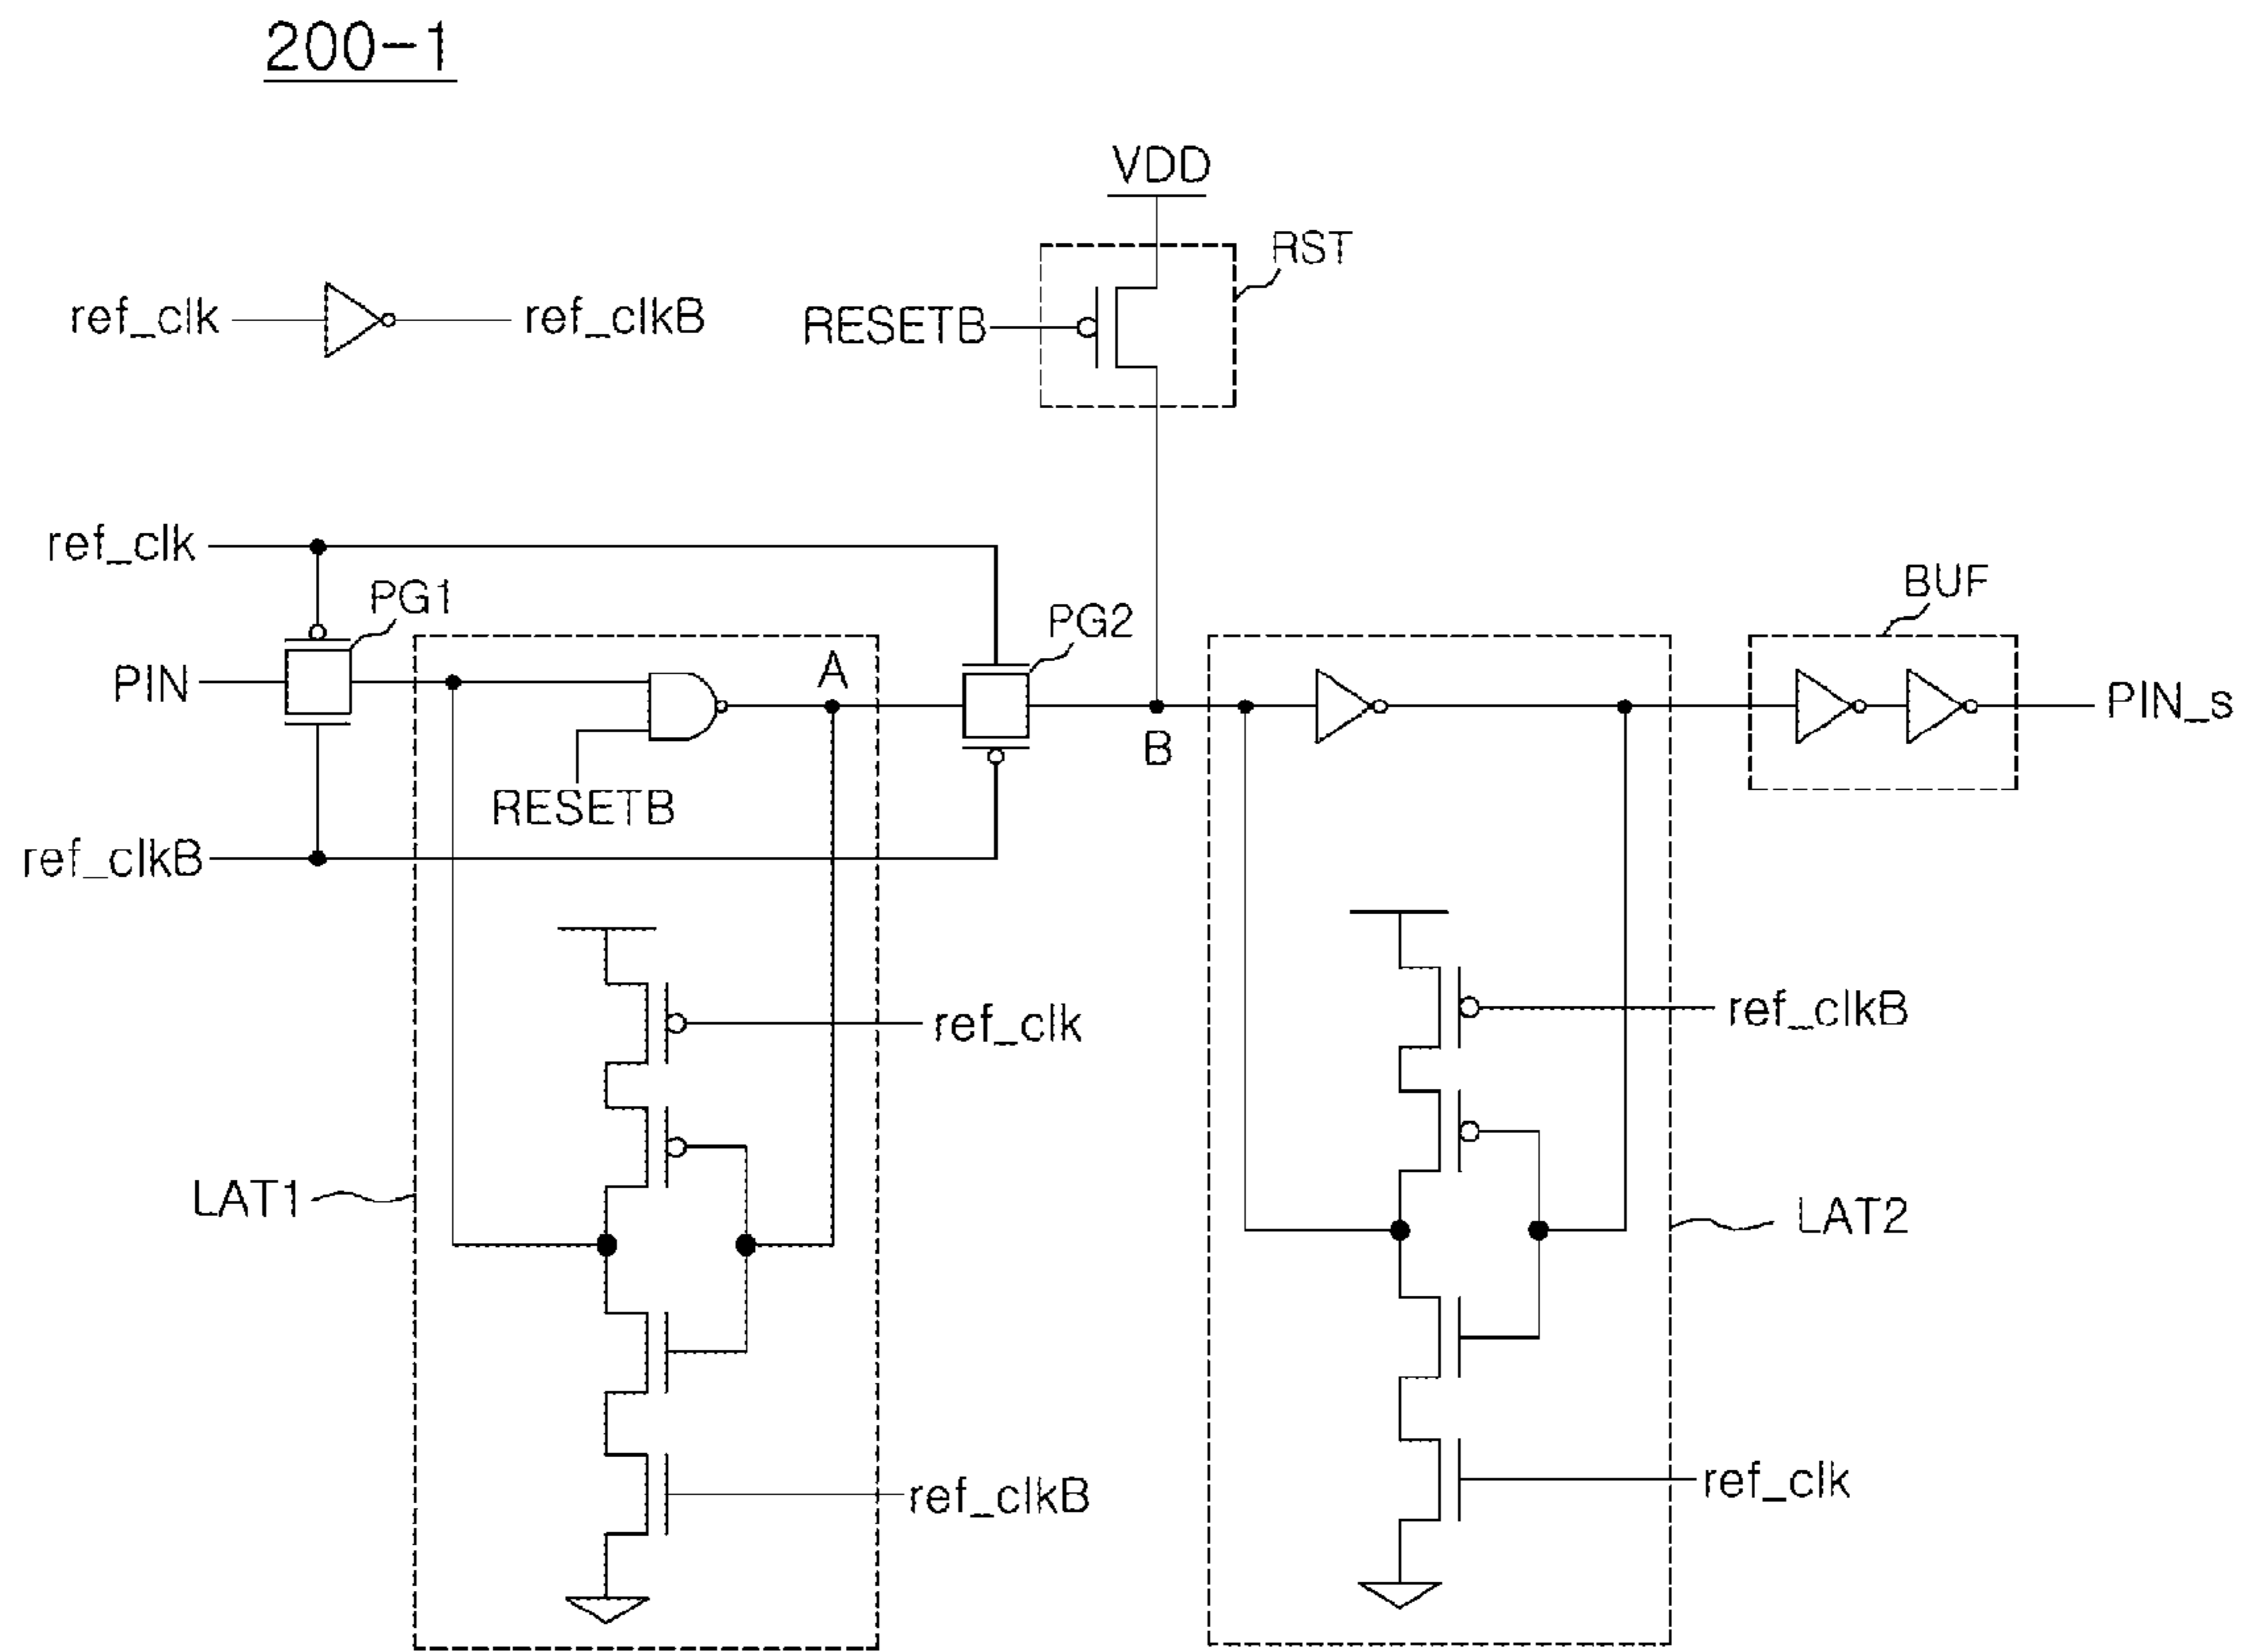 200-1
VDD
RST
ref_clk
ref_clkB
RESETB
ref_clk
PG1
PG2
BUF
PIN
A
B
PIN_s
RESETB
ref_clkB
ref_clk
ref_clkB
LAT1
LAT2
ref_clkB
ref_clk